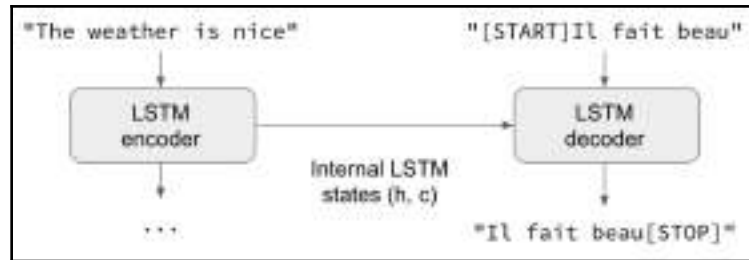 "The weather is nice"
"[START]Il fait beau"
LSTM
encoder
LSTM
decoder
Internal LSTM
states (h, c)
...
"Il fait beau[STOP]"